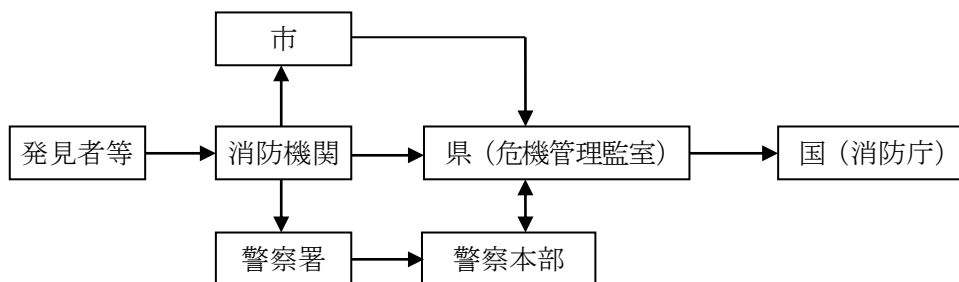 市
発見者等
消防機関
県（危機管理監室）
国（消防庁）
警察署
警察本部